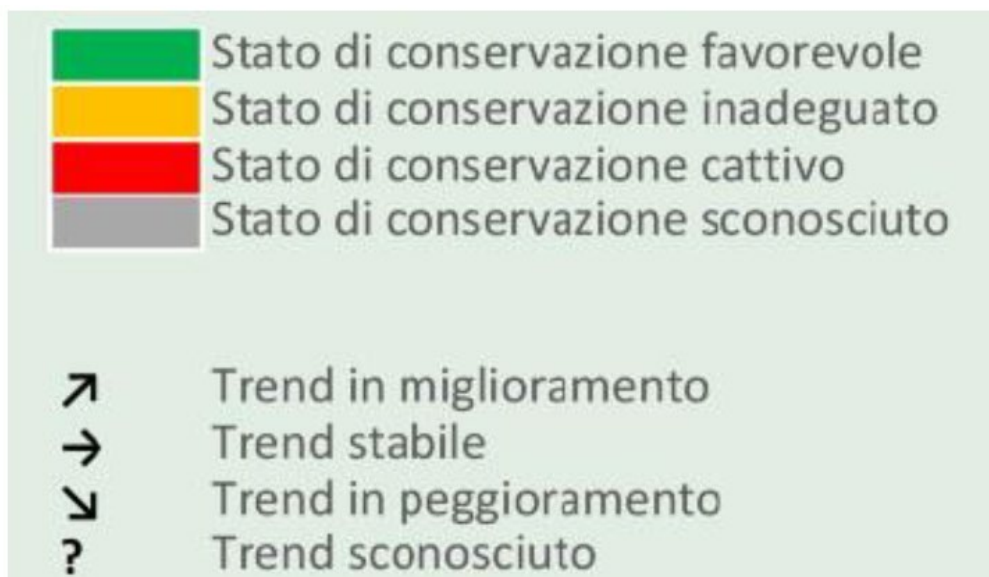 Stato di conservazione favorevole
Stato di conservazione inadeguato
Stato di conservazione cattivo
Stato di conservazione sconosciuto
↗ Trend in miglioramento
→ Trend stabile
↘ Trend in peggioramento
? Trend sconosciuto